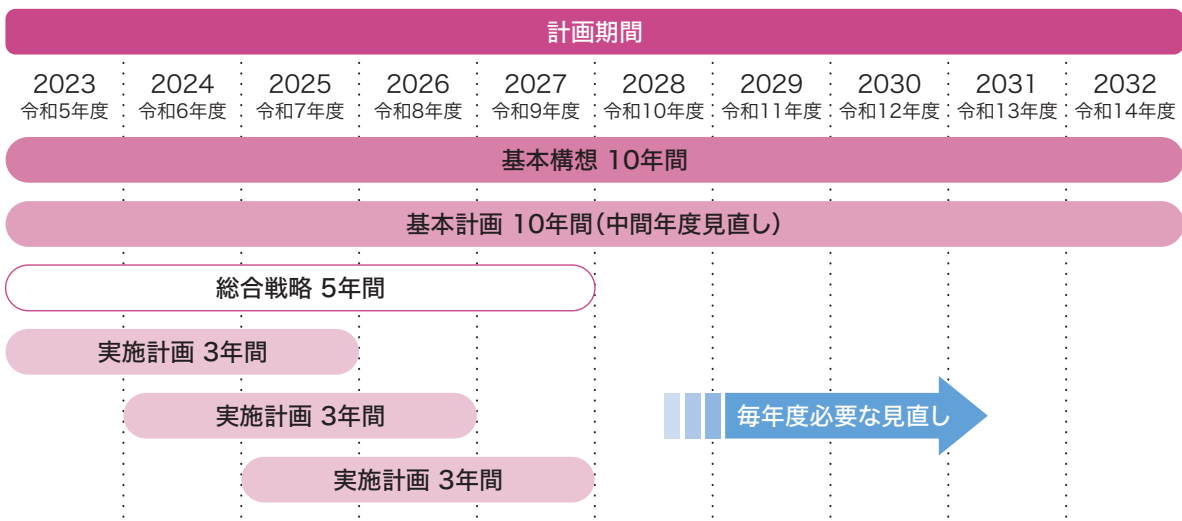 計画期間
2023 2024 2025 2026 2027 2028 2029 2030 2031 2032
令和5年度 令和6年度 令和7年度 令和8年度 令和9年度 令和10年度 令和11年度 令和12年度 令和13年度 令和14年度
基本構想 10年間
基本計画 10年間(中間年度見直し)
総合戦略 5年間
実施計画 3年間
実施計画 3年間
毎年度必要な見直し
実施計画 3年間